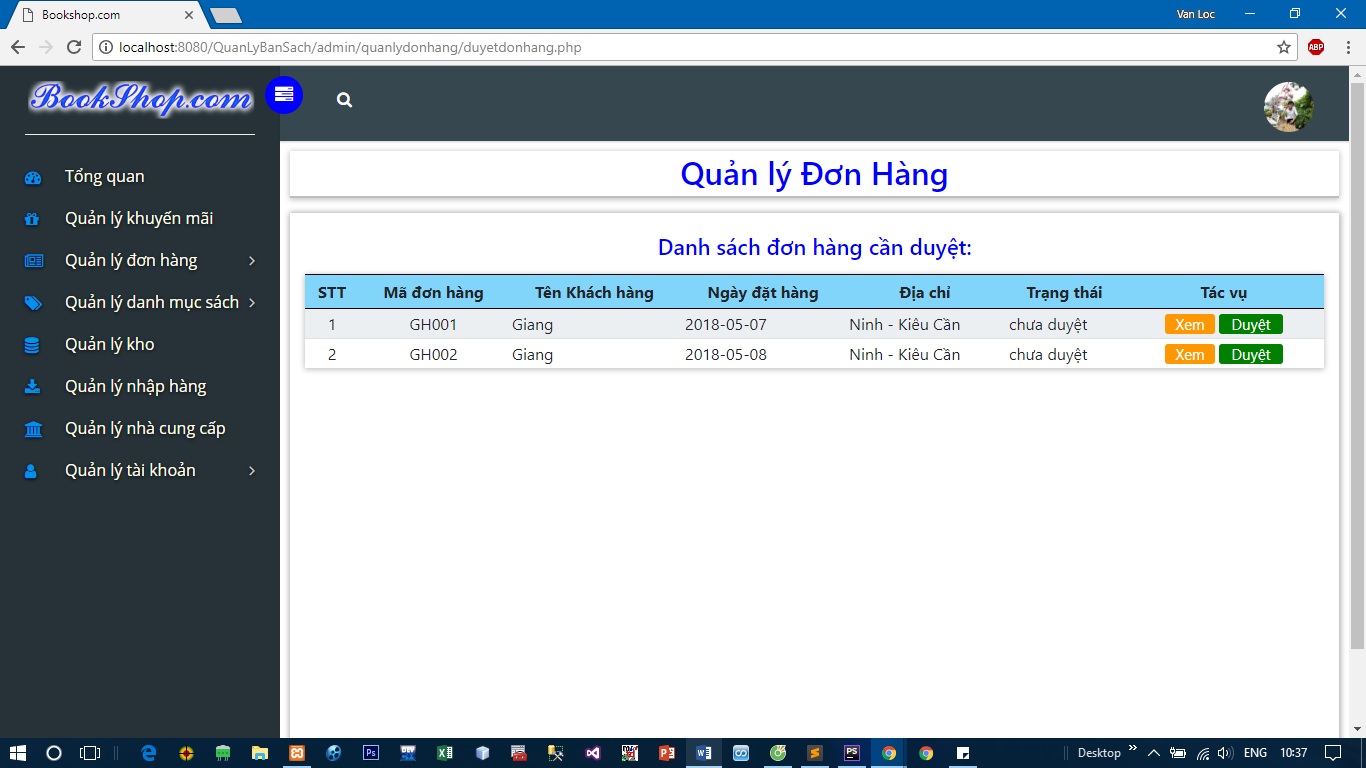 Bookshop.com
Van Loc
localhost:8080/QuanLyBanSach/admin/quanlydonhang/duyetdonhang.php
ABP
BookShop.com
Tổng quan
Quản lý khuyến mãi
Quản lý đơn hàng
Quản lý danh mục sách
Quản lý kho
Quản lý nhập hàng
Quản lý nhà cung cấp
Quản lý tài khoản
Quản lý Đơn Hàng
Danh sách đơn hàng cần duyệt:
STT Mã đơn hàng Tên Khách hàng Ngày đặt hàng Địa chỉ Trạng thái Tác vụ
1 GH001 Giang 2018-05-07 Ninh - Kiêu Cần chưa duyệt Xem Duyệt
2 GH002 Giang 2018-05-08 Ninh - Kiêu Cần chưa duyệt Xem Duyệt
Desktop
ENG
10:37